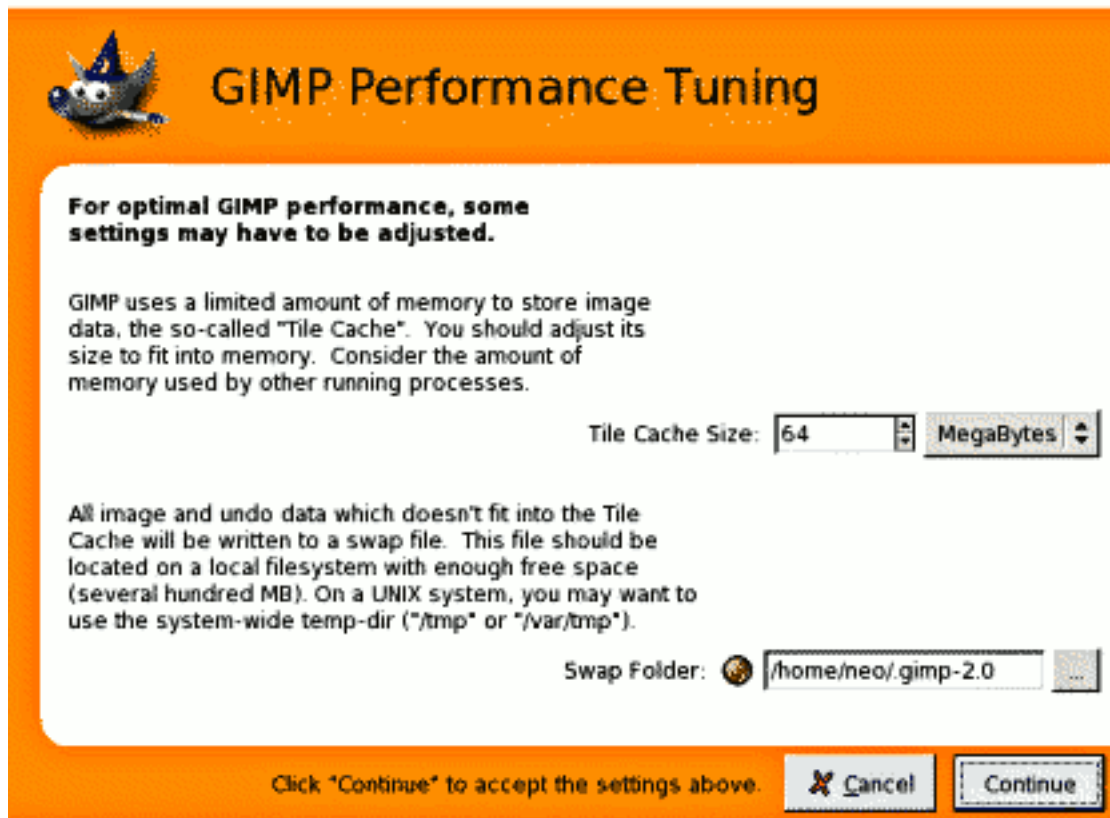 GIMP Performance Tuning
For optimal GIMP performance, some
settings may have to be adjusted.
GIMP uses a limited amount of memory to store image
data, the so-called "Tile Cache".  You should adjust its
size to fit into memory.  Consider the amount of
memory used by other running processes.
Tile Cache Size: 64 MegaBytes
All image and undo data which doesn't fit into the Tile
Cache will be written to a swap file.  This file should be
located on a local filesystem with enough free space
(several hundred MB). On a UNIX system, you may want to
use the system-wide temp-dir ("/tmp" or "/var/tmp").
Swap Folder: /home/neo/.gimp-2.0 ...
Click "Continue" to accept the settings above. Cancel Continue